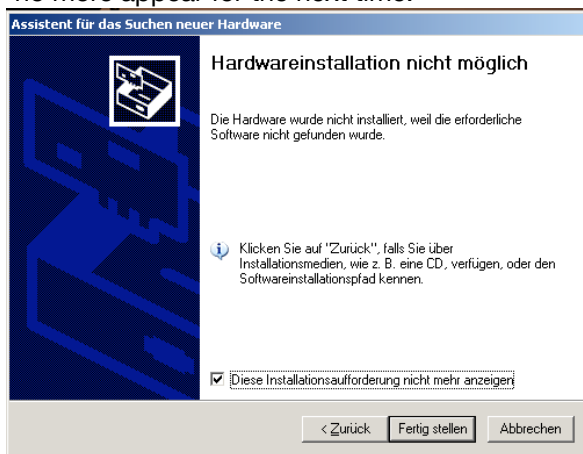 no more appear for the next time.
Assistent für das Suchen neuer Hardware
Hardwareinstallation nicht möglich
Die Hardware wurde nicht installiert, weil die erforderliche
Software nicht gefunden wurde.
Klicken Sie auf "Zurück", falls Sie über
Installationsmedien, wie z. B. eine CD, verfügen, oder den
Softwareinstallationspfad kennen.
Diese Installationsaufforderung nicht mehr anzeigen
< Zurück Fertig stellen Abbrechen